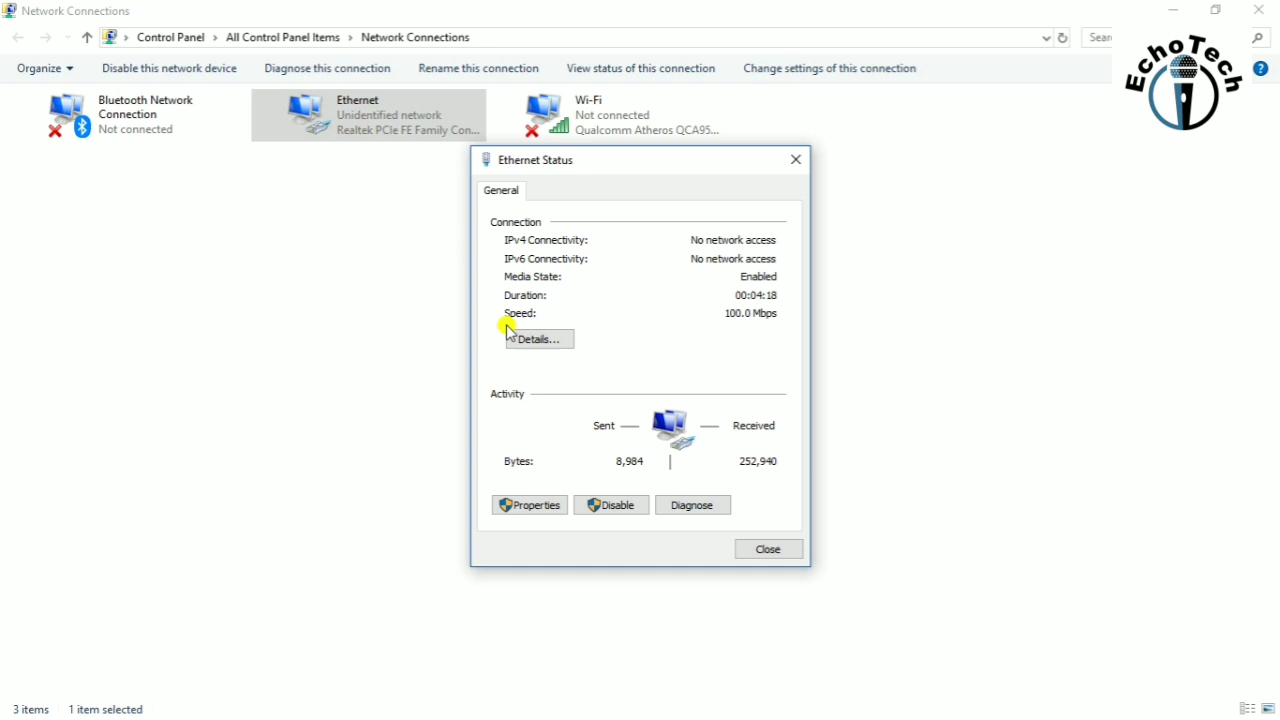 Network Connections
Control Panel > All Control Panel Items > Network Connections
Sear
EchoTech
Organize
Disable this network device
Diagnose this connection
Rename this connection
View status of this connection
Change settings of this connection
Bluetooth Network
Connection
Not connected
Ethernet
Unidentified network
Realtek PCIe FE Family Con...
Wi-Fi
Not connected
Qualcomm Atheros QCA95...
Ethernet Status
General
Connection
IPv4 Connectivity: No network access
IPv6 Connectivity: No network access
Media State: Enabled
Duration: 00:04:18
Speed: 100.0 Mbps
Details...
Activity
Sent — Received
Bytes: 8,984 | 252,940
Properties
Disable
Diagnose
Close
3 items
1 item selected